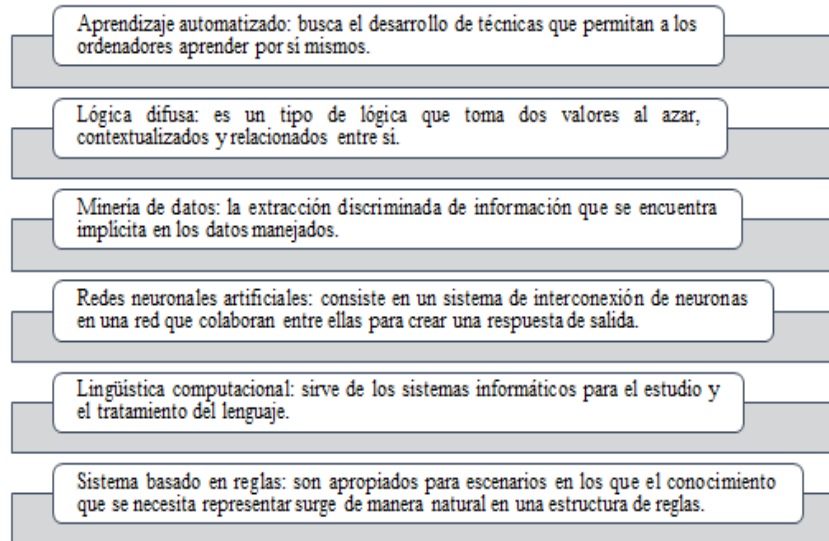 Aprendizaje automatizado: busca el desarrollo de técnicas que permitan a los
ordenadores aprender por sí mismos.
Lógica difusa: es un tipo de lógica que toma dos valores al azar,
contextualizados y relacionados entre si.
Minería de datos: la extracción discriminada de información que se encuentra
implícita en los datos manejados.
Redes neuronales artificiales: consiste en un sistema de interconexión de neuronas
en una red que colaboran entre ellas para crear una respuesta de salida.
Lingüística computacional: sirve de los sistemas informáticos para el estudio y
el tratamiento del lenguaje.
Sistema basado en reglas: son apropiados para escenarios en los que el conocimiento
que se necesita representar surge de manera natural en una estructura de reglas.